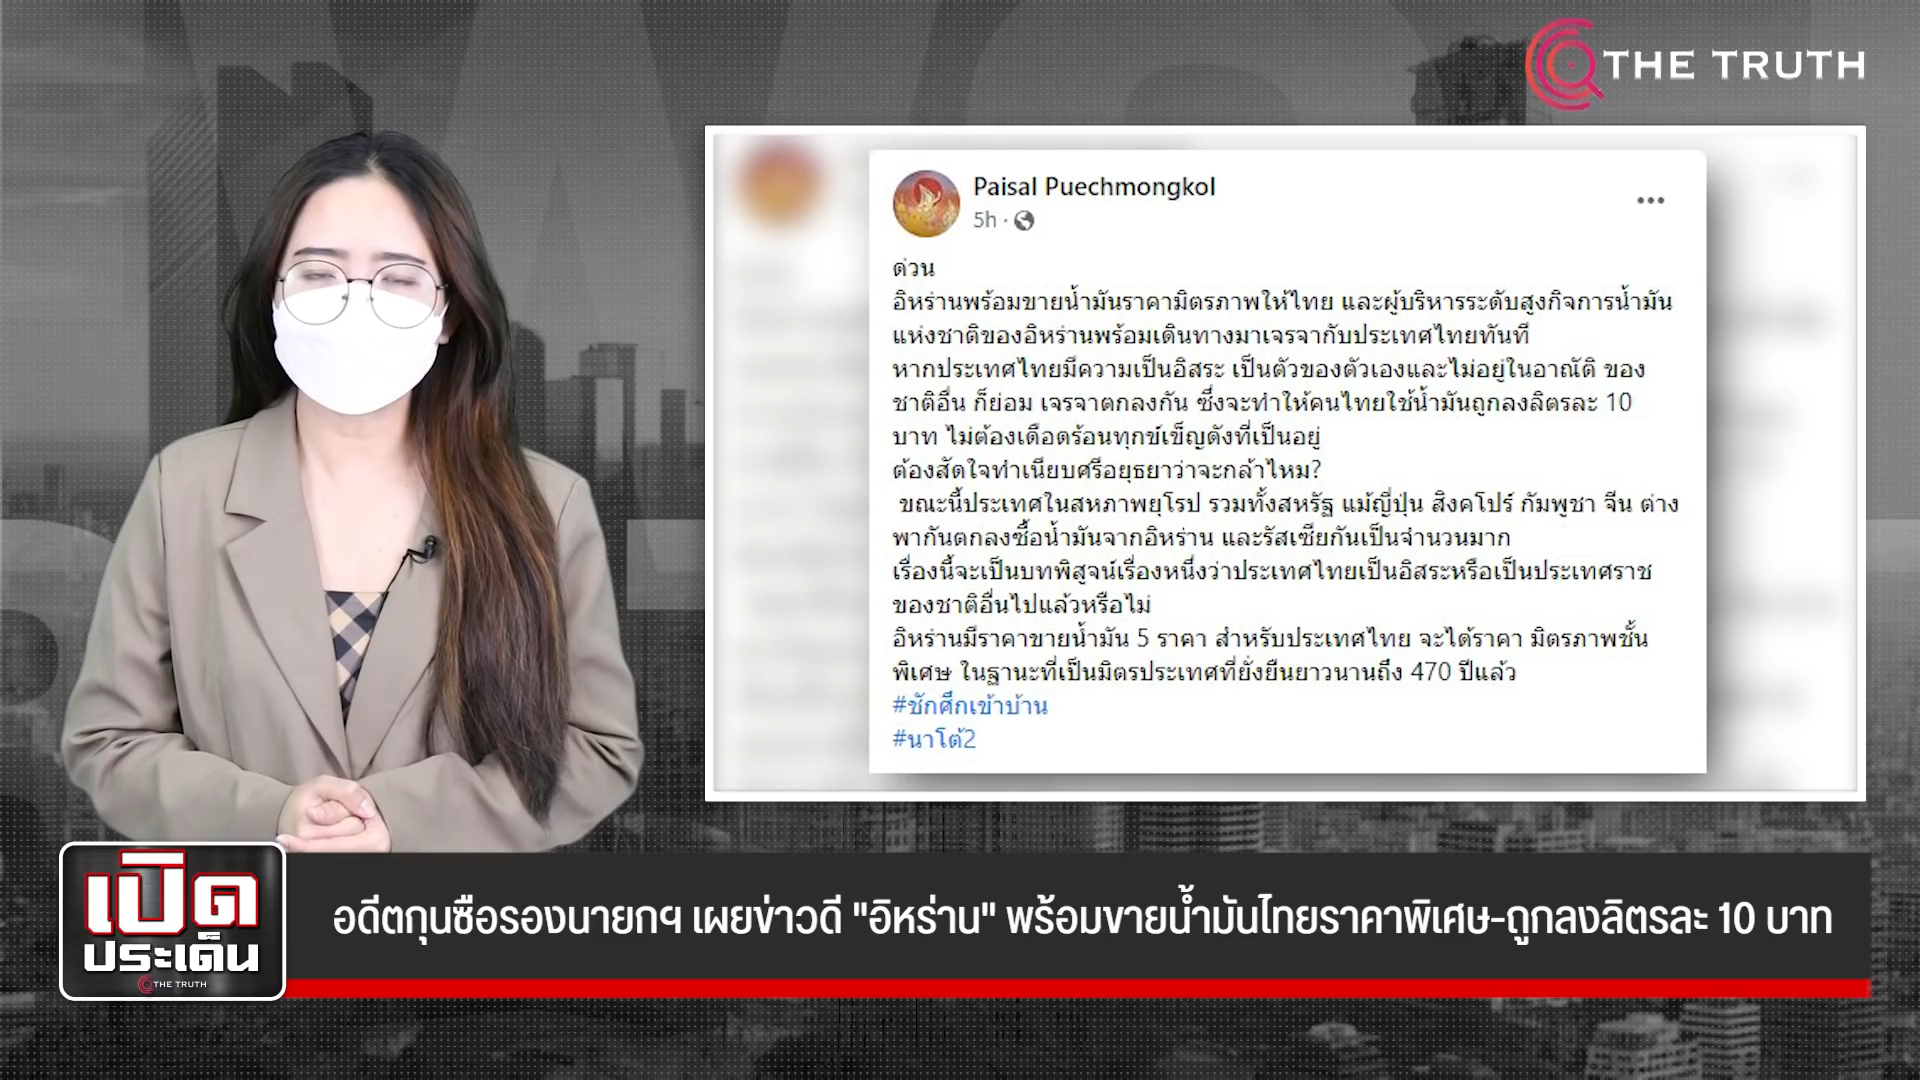 THE TRUTH
Paisal Puechmongkol
5h ·
ด่วน
อิหร่านพร้อมขายน้ำมันราคามิตรภาพให้ไทย และผู้บริหารระดับสูงกิจการน้ำมัน
แห่งชาติของอิหร่านพร้อมเดินทางมาเจรจากับประเทศไทยทันที
หากประเทศไทยมีความเป็นอิสระ เป็นตัวของตัวเองและไม่อยู่ในอาณัติ ของ
ชาติอื่น ก็ย่อม เจรจาตกลงกัน ซึ่งจะทำให้คนไทยใช้น้ำมันถูกลงลิตรละ 10
บาท ไม่ต้องเดือดร้อนทุกข์เข็ญดังที่เป็นอยู่
ต้องสัดใจทำเนียบศรีอยุธยาว่าจะกล้าไหม?
ขณะนี้ประเทศในสหภาพยุโรป รวมทั้งสหรัฐ แม้ญี่ปุ่น สิงคโปร์ กัมพูชา จีน ต่าง
พากันตกลงซื้อน้ำมันจากอิหร่าน และรัสเซียกันเป็นจำนวนมาก
เรื่องนี้จะเป็นบทพิสูจน์เรื่องหนึ่งว่าประเทศไทยเป็นอิสระหรือเป็นประเทศราช
ของชาติอื่นไปแล้วหรือไม่
อิหร่านมีราคาขายน้ำมัน 5 ราคา สำหรับประเทศไทย จะได้ราคา มิตรภาพชั้น
พิเศษ ในฐานะที่เป็นมิตรประเทศที่ยั่งยืนยาวนานถึง 470 ปีแล้ว
#ชักศึกเข้าบ้าน
#นาโต้2
เปิด
ประเด็น
THE TRUTH
อดีตกุนซือรองนายกฯ เผยข่าวดี "อิหร่าน" พร้อมขายน้ำมันไทยราคาพิเศษ-ถูกลงลิตรละ 10 บาท